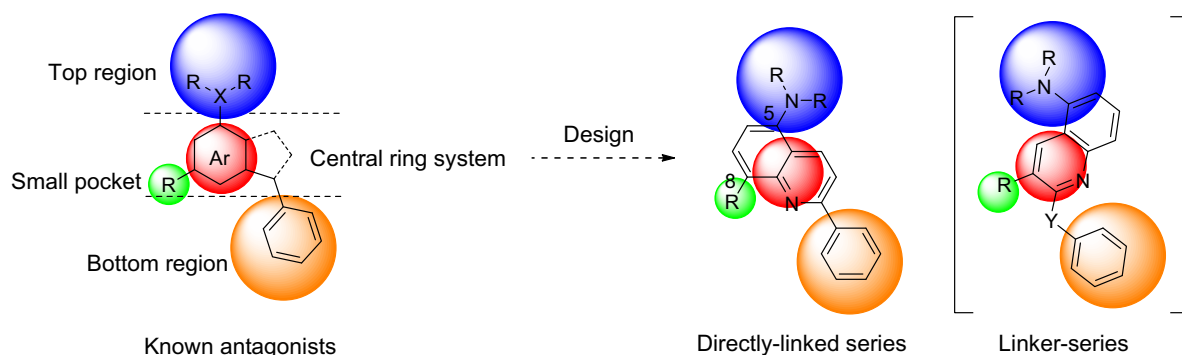 Top region
R R
X
Ar
Small pocket
R
Central ring system
Bottom region
Known antagonists
Design
R
N R
5
8
R
N
Directly-linked series
R
R N
R
N
Y
Linker-series